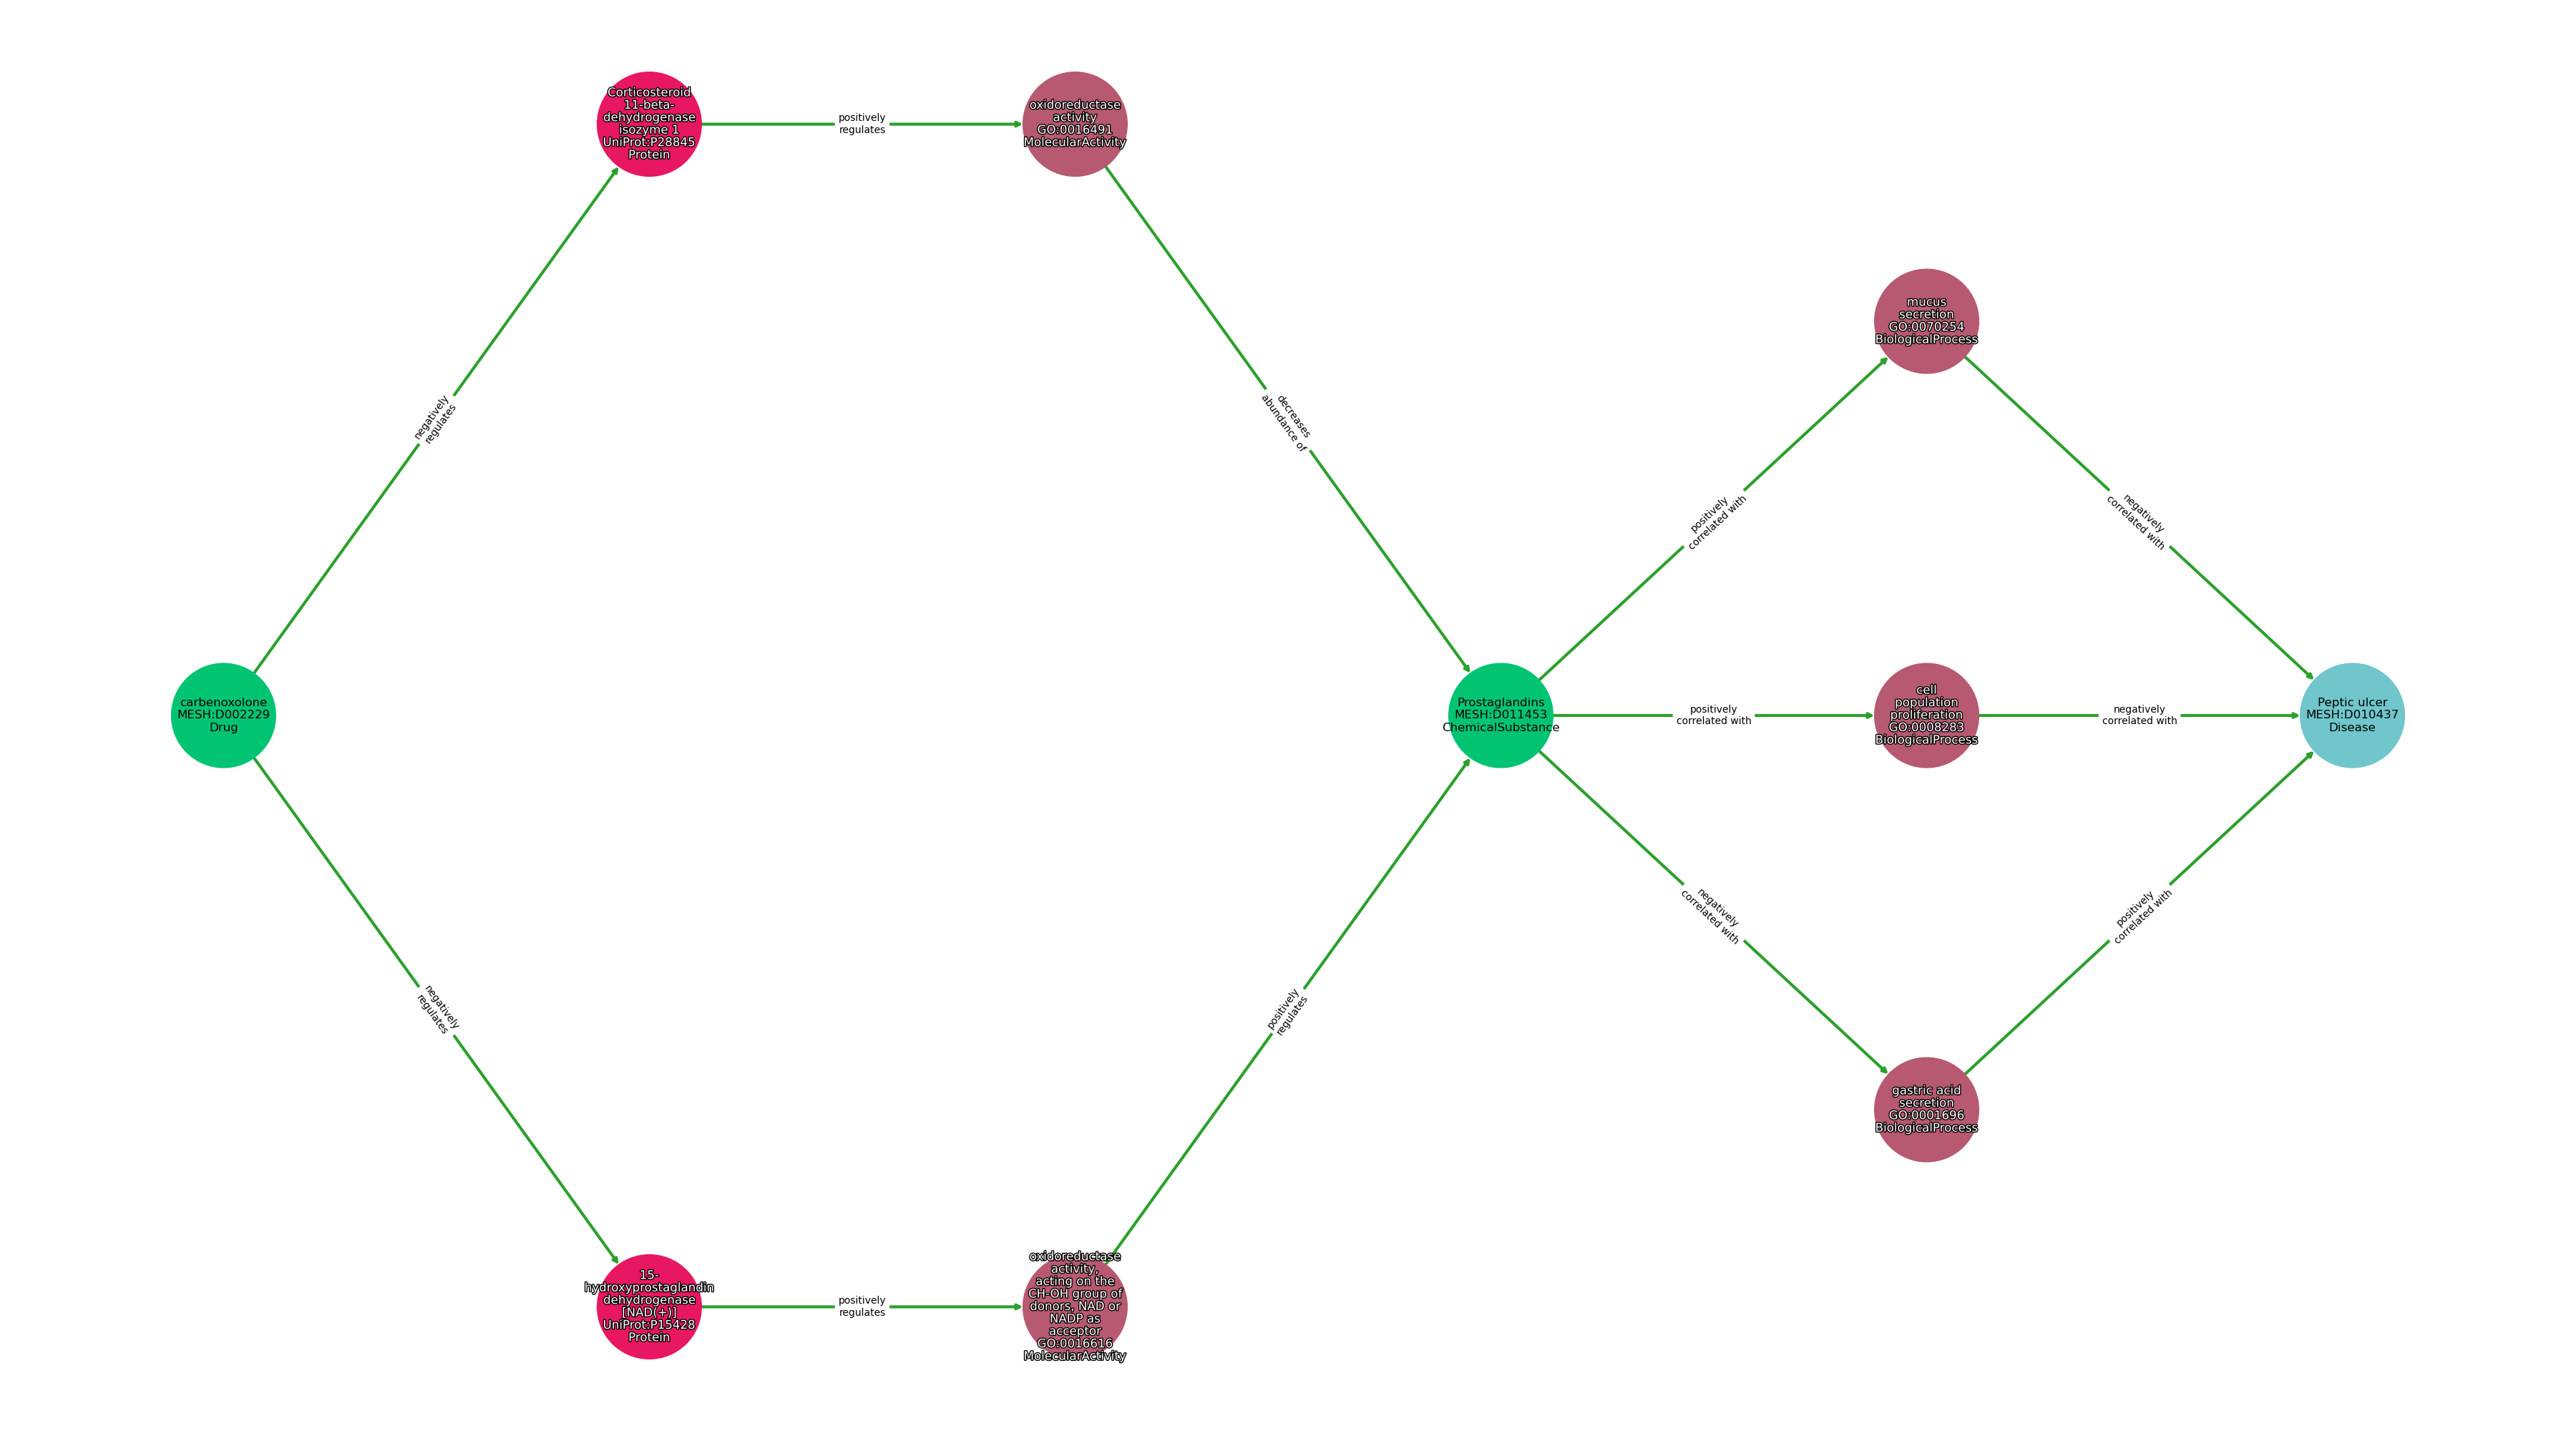 Corticosteroid
11-beta-
dehydrogenase
isozyme 1
UniProt:P28845
Protein
positively
regulates
oxidoreductase
activity
GO:0016491
MolecularActivity
negatively
regulates
decreases
abundance of
mucus
secretion
GO:0070254
BiologicalProcess
positively
correlated with
negatively
correlated with
carbenoxolone
MESH:D002229
Drug
Prostaglandins
MESH:D011453
ChemicalSubstance
positively
correlated with
cell
population
proliferation
GO:0008283
BiologicalProcess
negatively
correlated with
Peptic ulcer
MESH:D010437
Disease
negatively
correlated with
positively
correlated with
negatively
regulates
positively
regulates
gastric acid
secretion
GO:0001696
BiologicalProcess
15-
hydroxyprostaglandin
dehydrogenase
[NAD(+)]
UniProt:P15428
Protein
positively
regulates
oxidoreductase
activity,
acting on the
CH-OH group of
donors, NAD or
NADP as
acceptor
GO:0016616
MolecularActivity